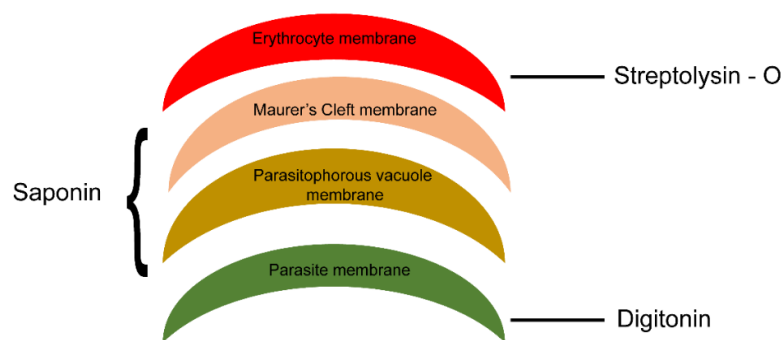 Erythrocyte membrane
Streptolysin - O
Maurer's Cleft membrane
Saponin
Parasitophorous vacuole
membrane
Parasite membrane
Digitonin